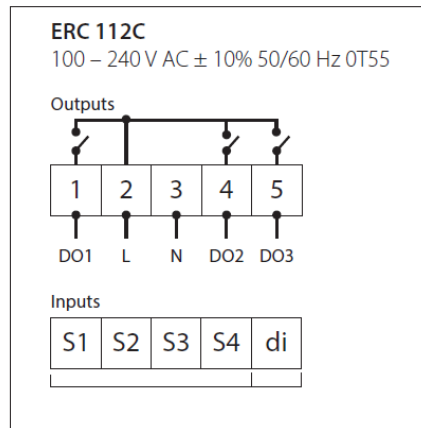 ERC 112C
100 – 240 V AC ± 10% 50/60 Hz 0T55
Outputs
1 2 3 4 5
DO1 L N DO2 DO3
Inputs
S1 S2 S3 S4 di